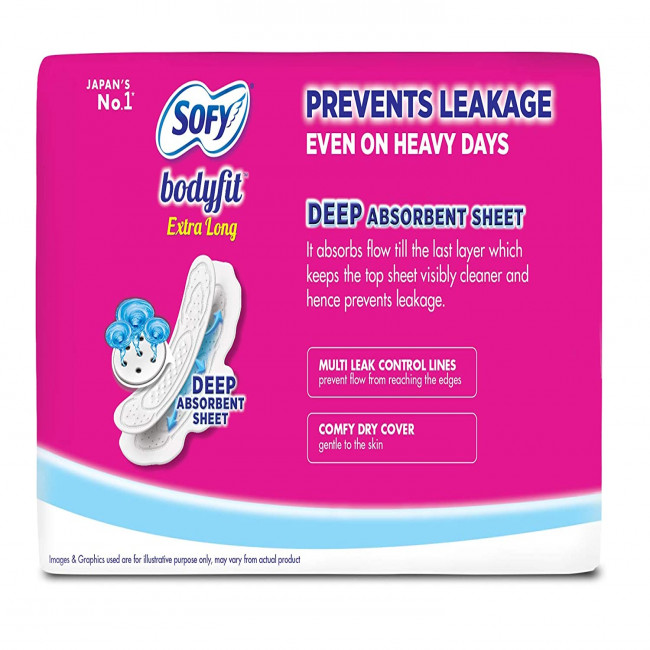 JAPAN'S
No.1*
SOFY
bodyfit™
Extra Long
DEEP
ABSORBENT
SHEET
PREVENTS LEAKAGE
EVEN ON HEAVY DAYS
DEEP ABSORBENT SHEET
It absorbs flow till the last layer which
keeps the top sheet visibly cleaner and
hence prevents leakage.
MULTI LEAK CONTROL LINES
prevent flow from reaching the edges
COMFY DRY COVER
gentle to the skin
Images & Graphics used are for illustrative purpose only, may vary from actual product